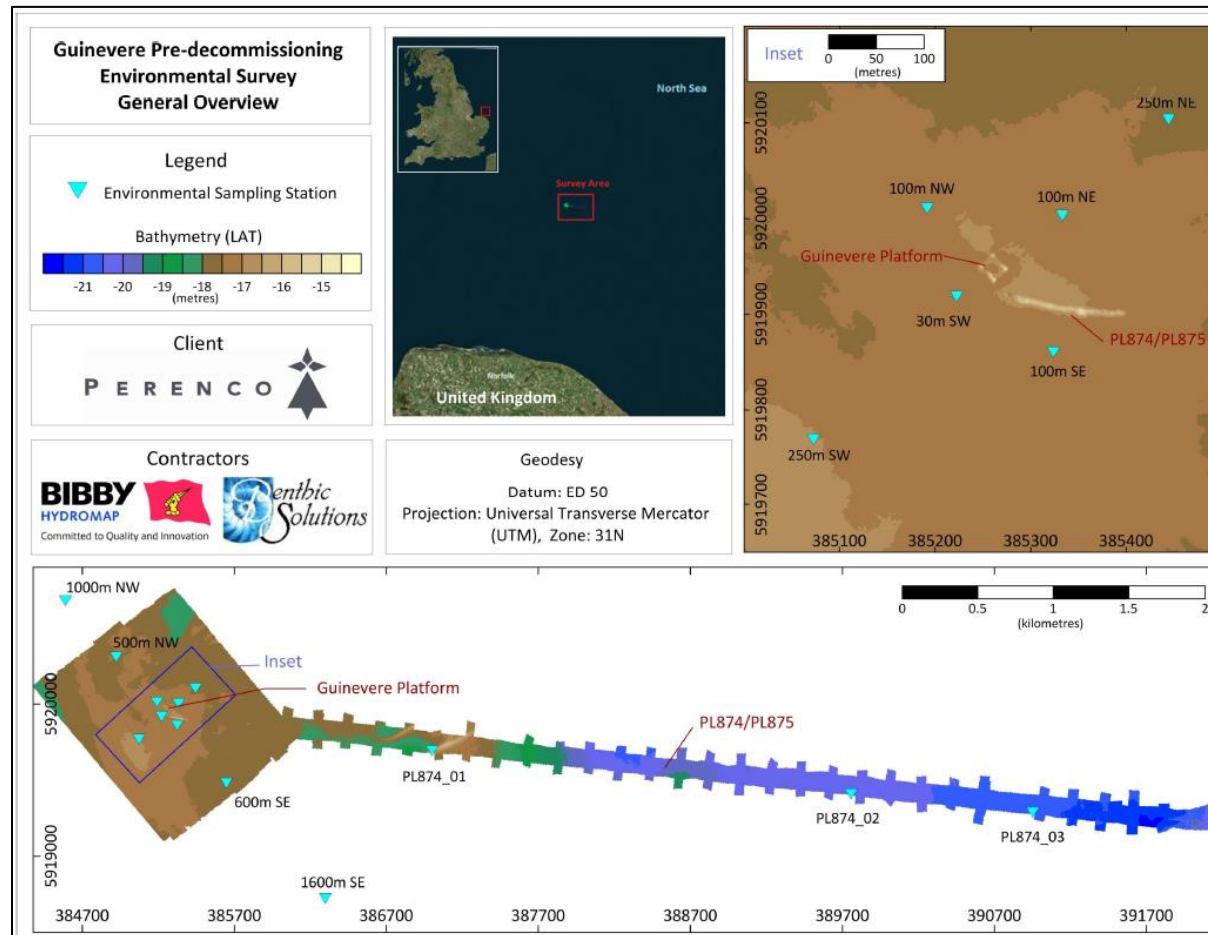 Guinevere Pre-decommissioning
Environmental Survey
General Overview
Legend
Environmental Sampling Station
Bathymetry (LAT)
-21 -20 -19 -18 -17 -16 -15
(metres)
Client
PERENCO
Contractors
BIBBY
HYDROMAP
Committed to Quality and Innovation
Benthic
Solutions
North Sea
Survey Area
Norfolk
United Kingdom
Geodesy
Datum: ED 50
Projection: Universal Transverse Mercator
(UTM), Zone: 31N
Inset
0 50 100
(metres)
250m NE
5920100
100m NW
100m NE
5920000
Guinevere Platform
5919900
30m SW
PL874/PL875
100m SE
5919800
250m SW
5919700
385100 385200 385300 385400
1000m NW
0 0.5 1 1.5 2
(kilometres)
500m NW
Inset
Guinevere Platform
5920000
PL874/PL875
PL874_01
600m SE
PL874_02
PL874_03
5919000
1600m SE
384700 385700 386700 387700 388700 389700 390700 391700